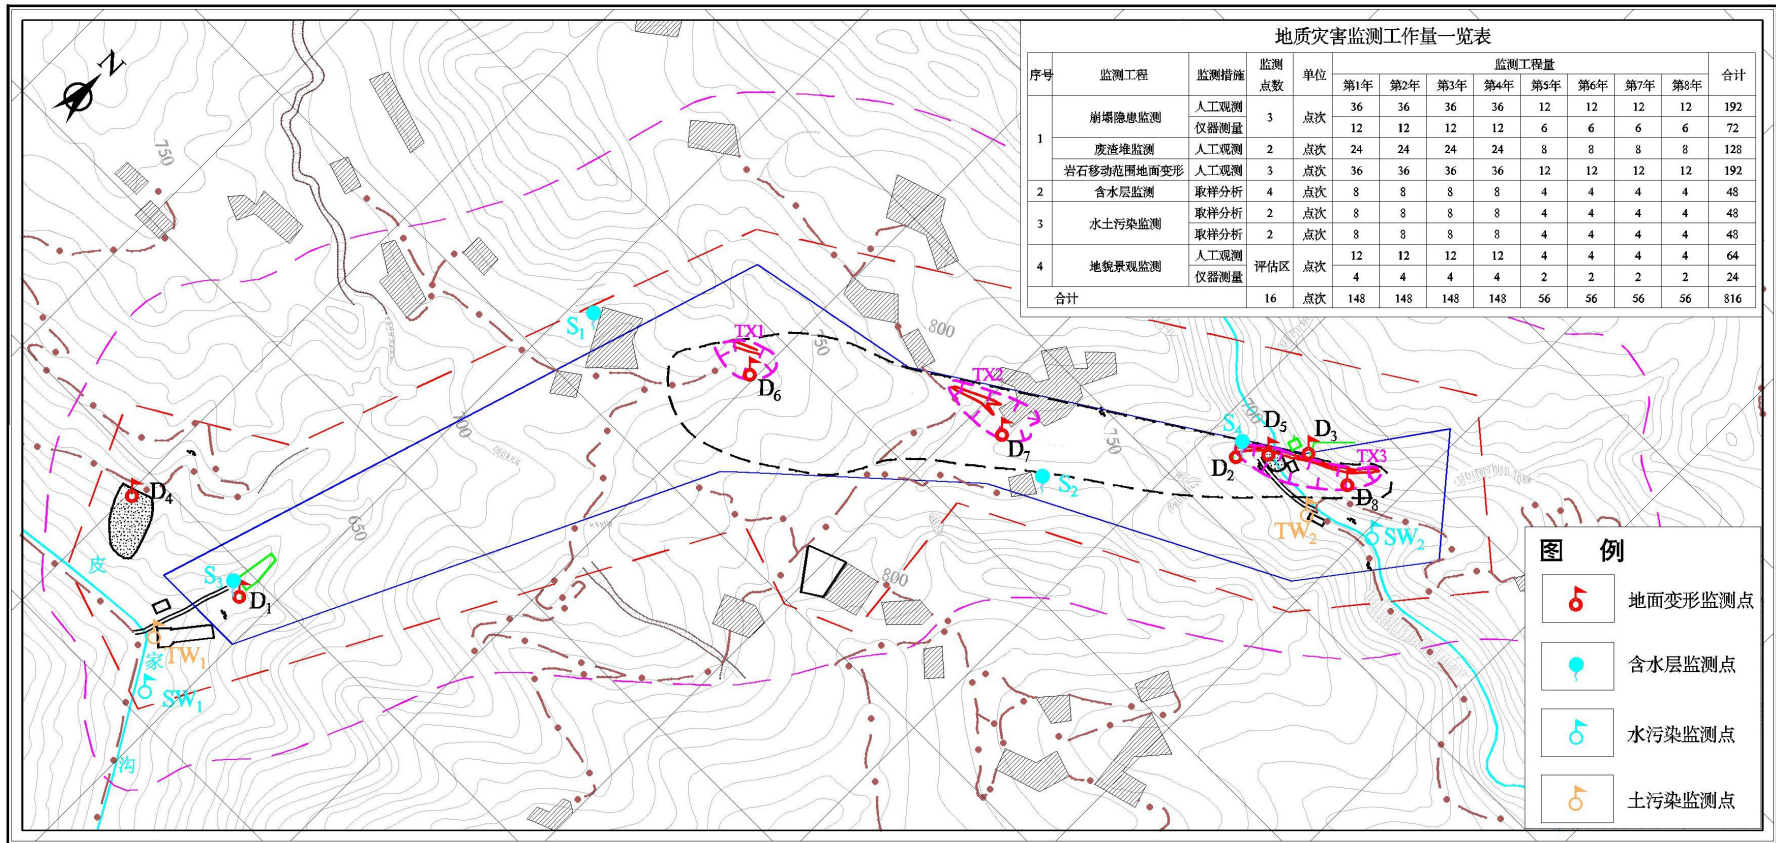 地质灾害监测工作量一览表
序号 监测工程 监测措施 监测点数 单位 监测工程量 合计
第1年 第2年 第3年 第4年 第5年 第6年 第7年 第8年
1 崩塌隐患监测 人工观测 3 点次 36 36 36 36 12 12 12 12 192
仪器测量 12 12 12 12 6 6 6 6 72
废渣堆监测 人工观测 2 点次 24 24 24 24 8 8 8 8 128
岩石移动范围地面变形 人工观测 3 点次 36 36 36 36 12 12 12 12 192
2 含水层监测 取样分析 4 点次 8 8 8 8 4 4 4 4 48
3 水土污染监测 取样分析 2 点次 8 8 8 8 4 4 4 4 48
取样分析 2 点次 8 8 8 8 4 4 4 4 48
4 地貌景观监测 人工观测 评估区 点次 12 12 12 12 4 4 4 4 64
仪器测量 4 4 4 4 2 2 2 2 24
合计 16 点次 148 148 148 148 56 56 56 56 816
N
750
S1
TX1
750
800
D6
TX2
D7
700
750
S2
700
S4
D5
D3
D2
TX3
D8
TW2
SW2
D4
650
皮
S3
D1
800
TW1
家
SW1
沟
图 例
地面变形监测点
含水层监测点
水污染监测点
土污染监测点